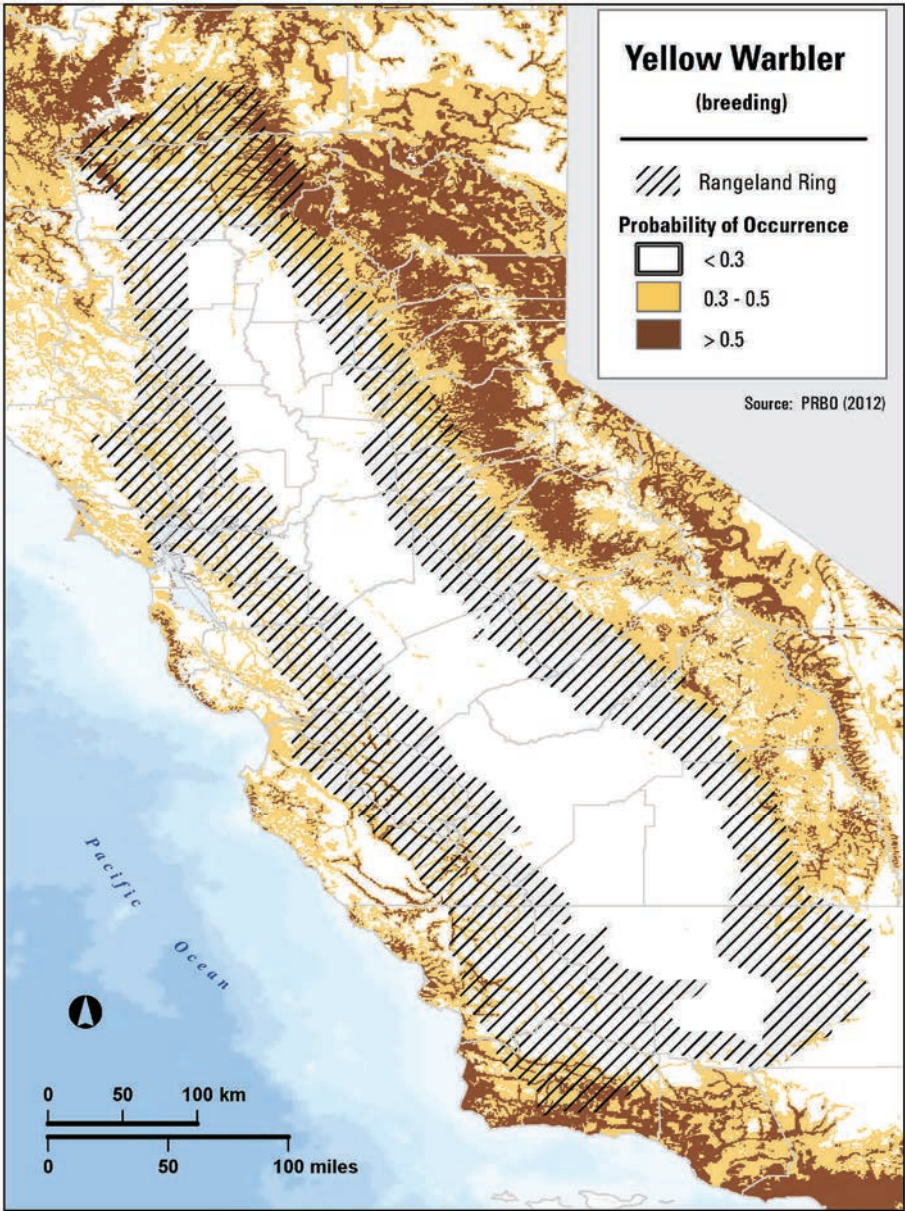 Yellow Warbler
(breeding)
Rangeland Ring
Probability of Occurrence
< 0.3
0.3 - 0.5
> 0.5
Source: PRBO (2012)
Pacific
Ocean
0 50 100 km
0 50 100 miles